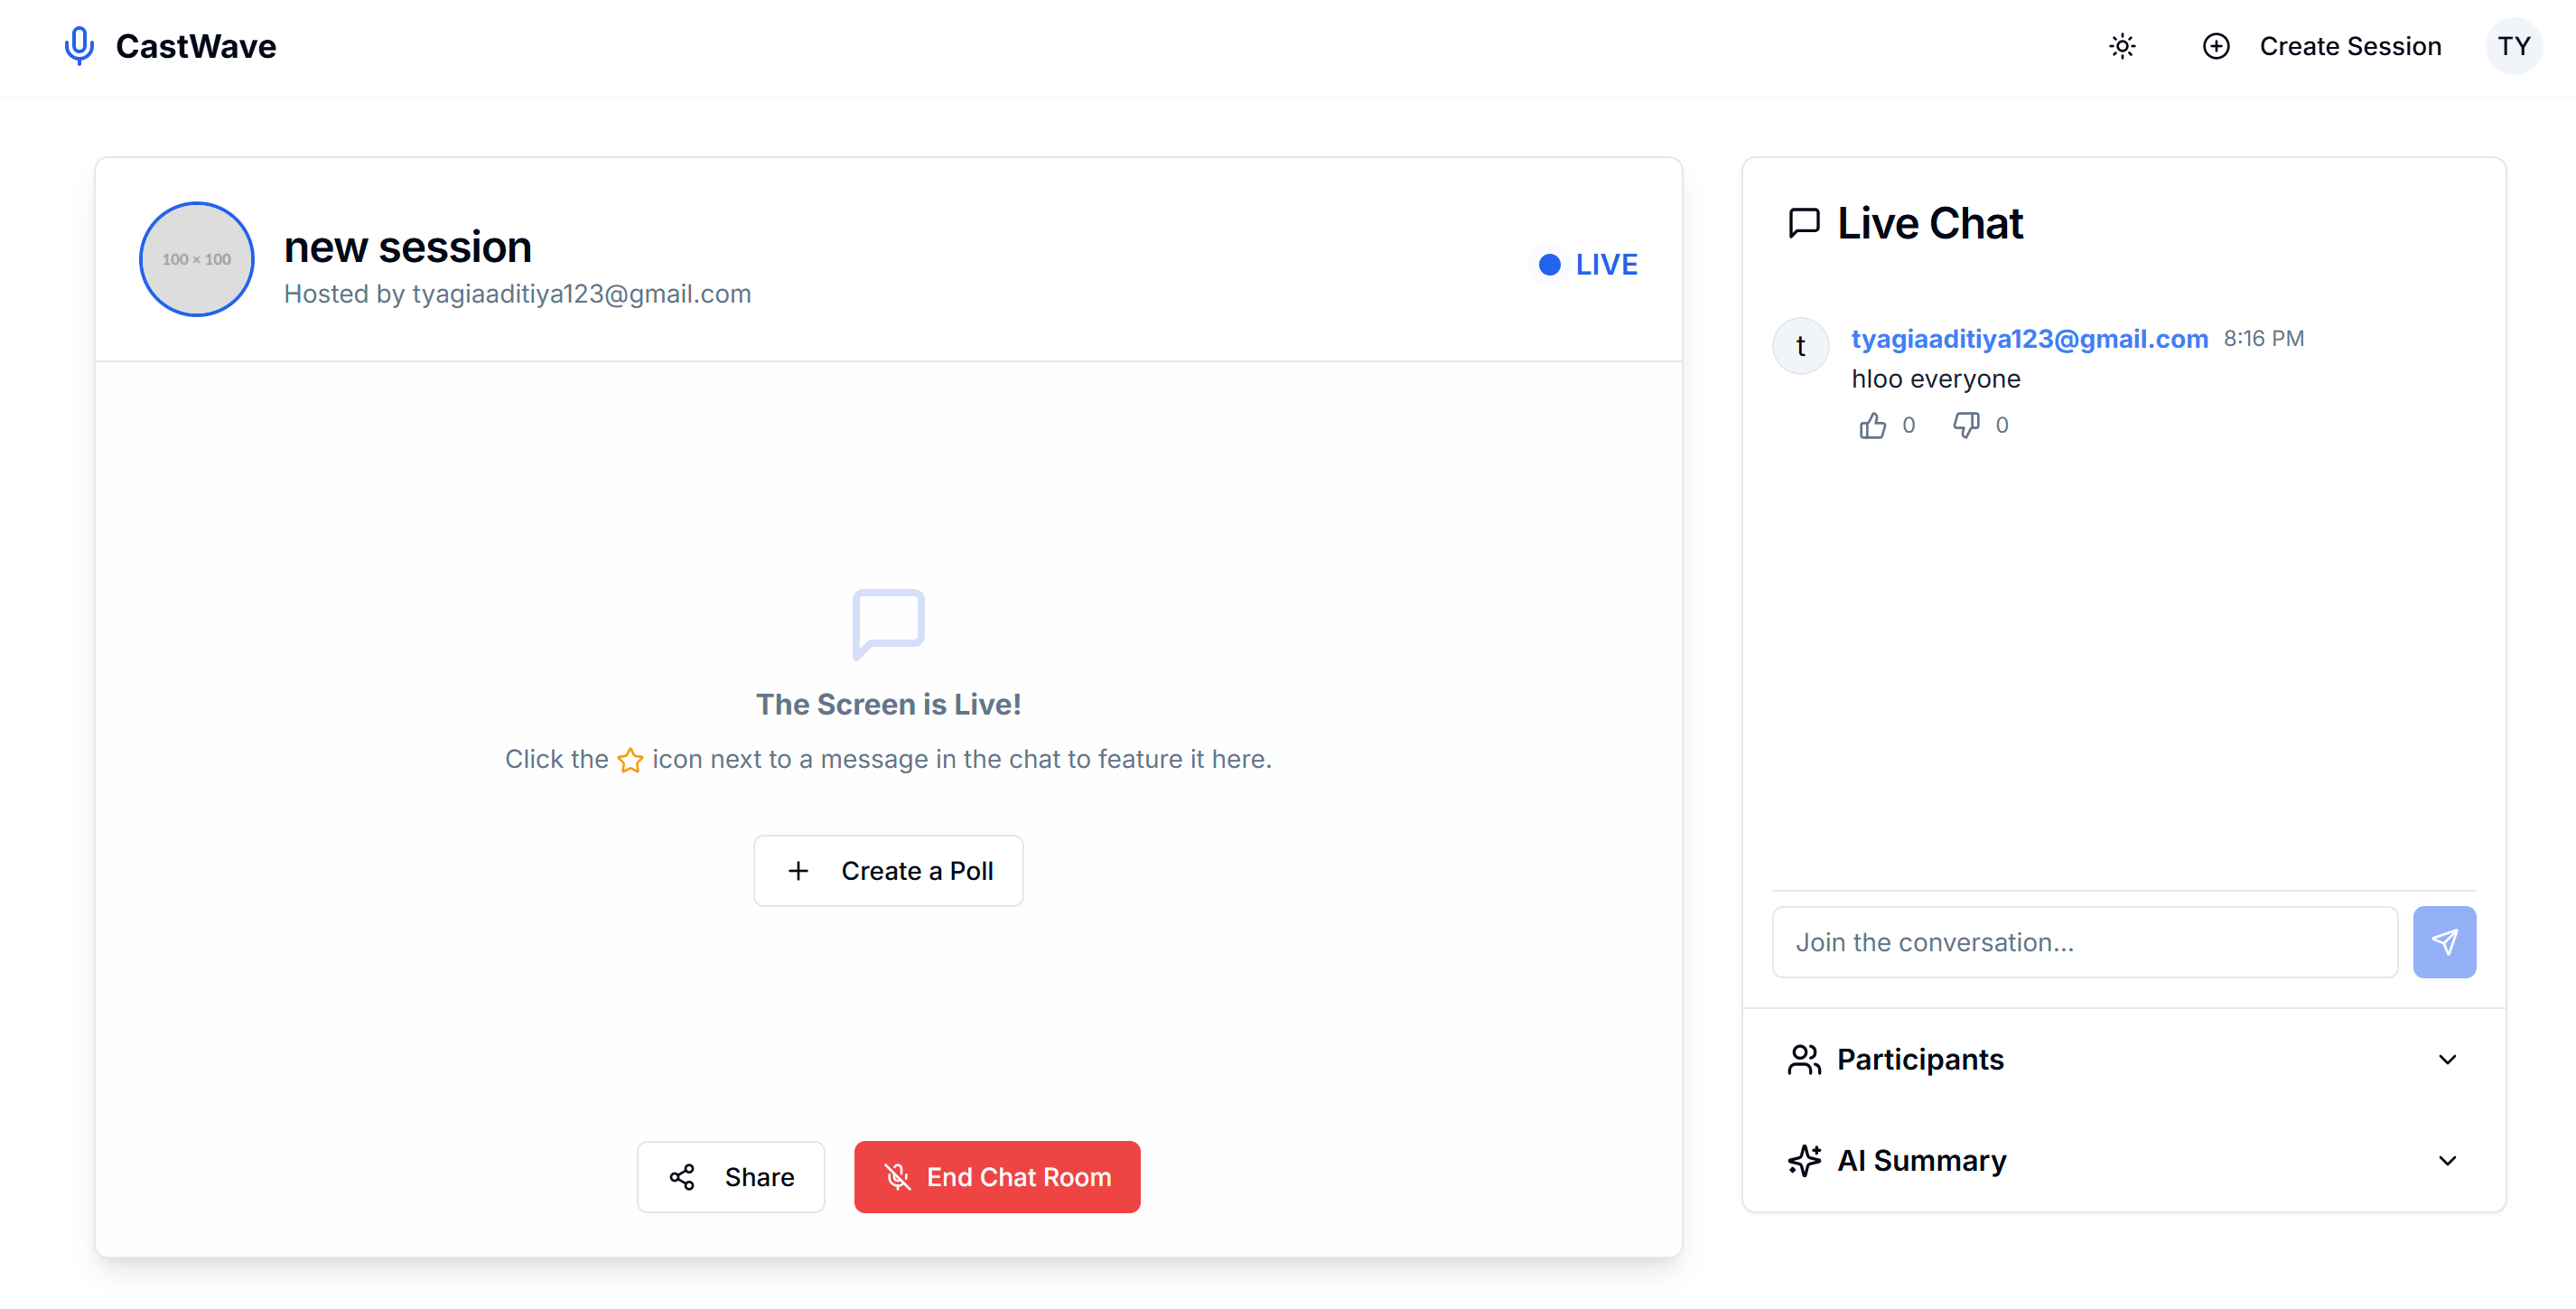 CastWave
Create Session
TY
100 × 100
new session
Hosted by tyagiaaditiya123@gmail.com
LIVE
The Screen is Live!
Click the icon next to a message in the chat to feature it here.
Create a Poll
Share
End Chat Room
Live Chat
t
tyagiaaditiya123@gmail.com 8:16 PM
hloo everyone
0 0
Join the conversation...
Participants
AI Summary